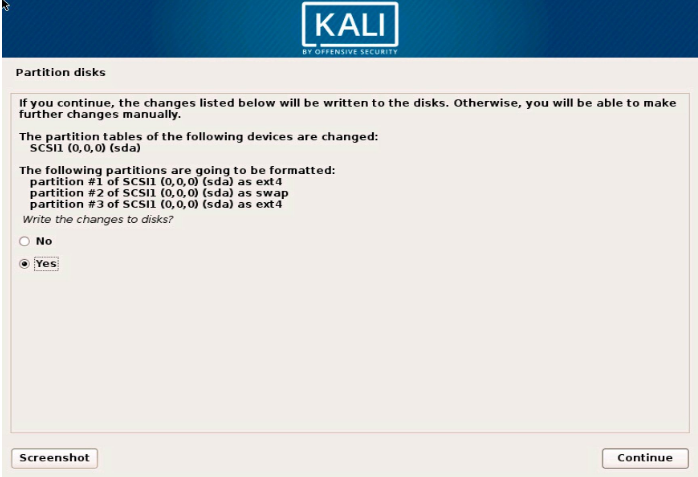 KALI
BY OFFENSIVE SECURITY
Partition disks
If you continue, the changes listed below will be written to the disks. Otherwise, you will be able to make
further changes manually.
The partition tables of the following devices are changed:
SCSI1 (0,0,0) (sda)
The following partitions are going to be formatted:
partition #1 of SCSI1 (0,0,0) (sda) as ext4
partition #2 of SCSI1 (0,0,0) (sda) as swap
partition #3 of SCSI1 (0,0,0) (sda) as ext4
Write the changes to disks?
No
Yes
Screenshot
Continue